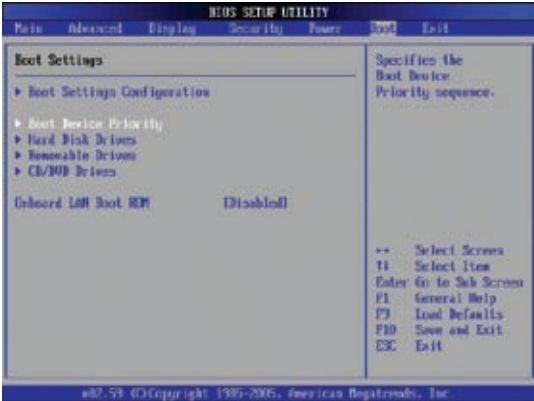 BIOS SETUP UTILITY
Main Advanced Display Security Power Boot Exit
Boot Settings
▶ Boot Settings Configuration
▶ Boot Device Priority
▶ Hard Disk Drives
▶ Removable Drives
▶ CD/DVD Drives
Onboard LAN Boot ROM [Disabled]
Specifies the
Boot Device
Priority sequence.
↔ Select Screen
↑↓ Select Item
Enter Go to Sub Screen
F1 General Help
F9 Load Defaults
F10 Save and Exit
ESC Exit
v02.59 (C)Copyright 1985-2005, American Megatrends, Inc.